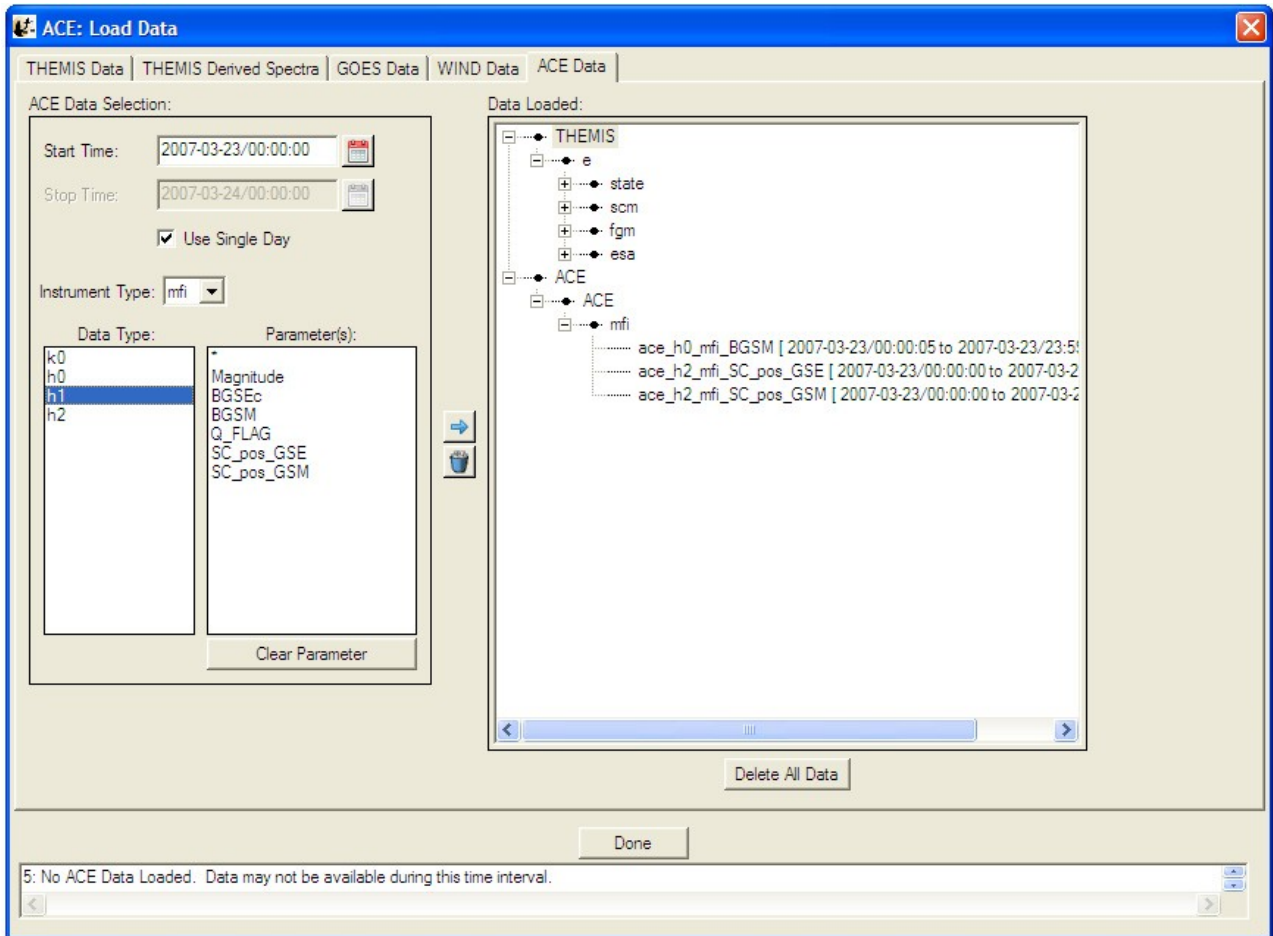 ACE: Load Data
THEMIS Data THEMIS Derived Spectra GOES Data WIND Data ACE Data
ACE Data Selection:
Start Time: 2007-03-23/00:00:00
Stop Time: 2007-03-24/00:00:00
Use Single Day
Instrument Type: mfi
Data Type:
k0
h0
h1
h2
Parameter(s):
*
Magnitude
BGSEc
BGSM
Q_FLAG
SC_pos_GSE
SC_pos_GSM
Clear Parameter
Data Loaded:
THEMIS
e
state
scm
fgm
esa
ACE
ACE
mfi
ace_h0_mfi_BGSM [ 2007-03-23/00:00:05 to 2007-03-23/23:5
ace_h2_mfi_SC_pos_GSE [ 2007-03-23/00:00:00 to 2007-03-2
ace_h2_mfi_SC_pos_GSM [ 2007-03-23/00:00:00 to 2007-03-2
Delete All Data
Done
5: No ACE Data Loaded. Data may not be available during this time interval.